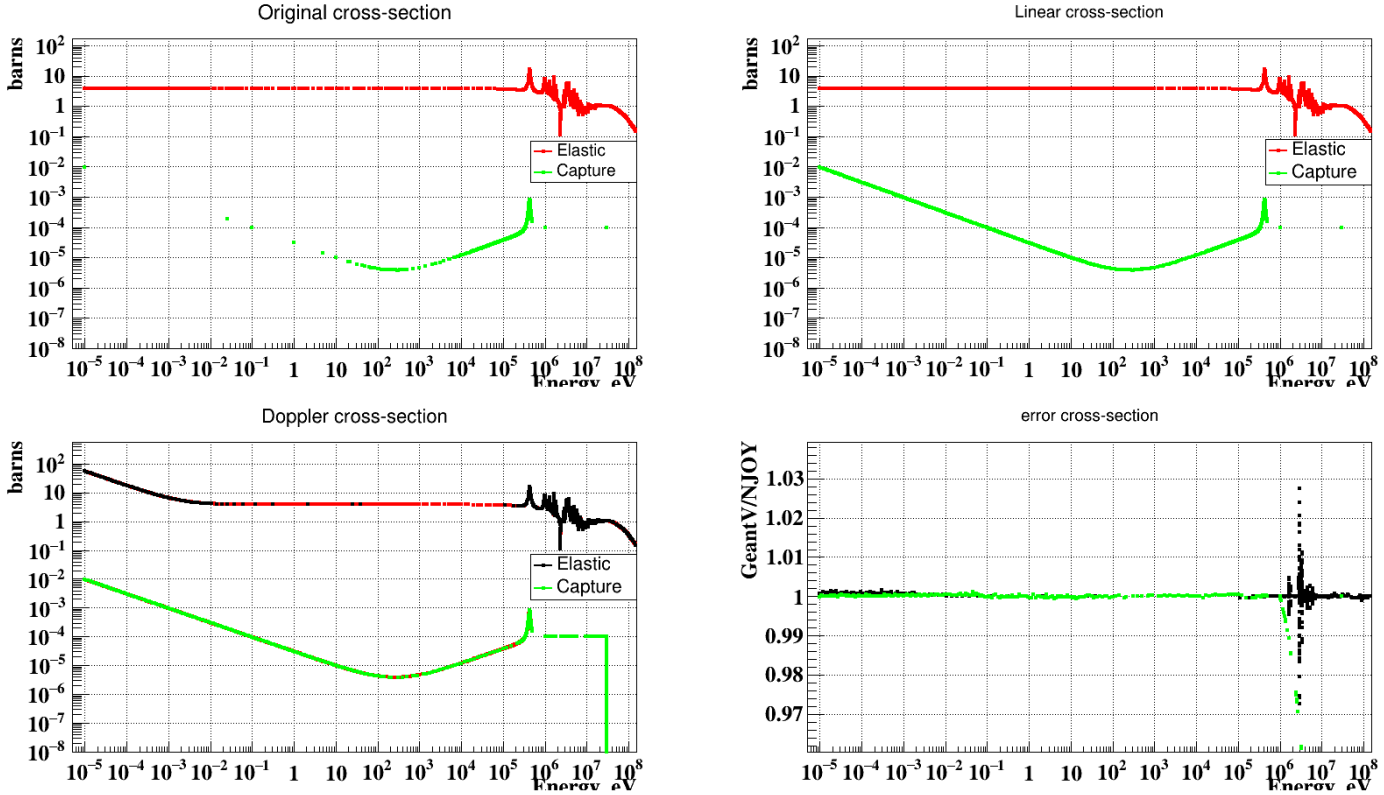 Original cross-section
barns
10²
10
1
10⁻¹
10⁻²
10⁻³
10⁻⁴
10⁻⁵
10⁻⁶
10⁻⁷
10⁻⁸
Elastic
Capture
10⁻⁵ 10⁻⁴ 10⁻³ 10⁻² 10⁻¹ 1 10 10² 10³ 10⁴ 10⁵ 10⁶ 10⁷ 10⁸
Energy, eV
Linear cross-section
barns
10²
10
1
10⁻¹
10⁻²
10⁻³
10⁻⁴
10⁻⁵
10⁻⁶
10⁻⁷
10⁻⁸
Elastic
Capture
10⁻⁵ 10⁻⁴ 10⁻³ 10⁻² 10⁻¹ 1 10 10² 10³ 10⁴ 10⁵ 10⁶ 10⁷ 10⁸
Energy, eV
Doppler cross-section
barns
10²
10
1
10⁻¹
10⁻²
10⁻³
10⁻⁴
10⁻⁵
10⁻⁶
10⁻⁷
10⁻⁸
Elastic
Capture
10⁻⁵ 10⁻⁴ 10⁻³ 10⁻² 10⁻¹ 1 10 10² 10³ 10⁴ 10⁵ 10⁶ 10⁷ 10⁸
Energy, eV
error cross-section
GeantV/NJOY
1.03
1.02
1.01
1
0.99
0.98
0.97
10⁻⁵ 10⁻⁴ 10⁻³ 10⁻² 10⁻¹ 1 10 10² 10³ 10⁴ 10⁵ 10⁶ 10⁷ 10⁸
Energy, eV